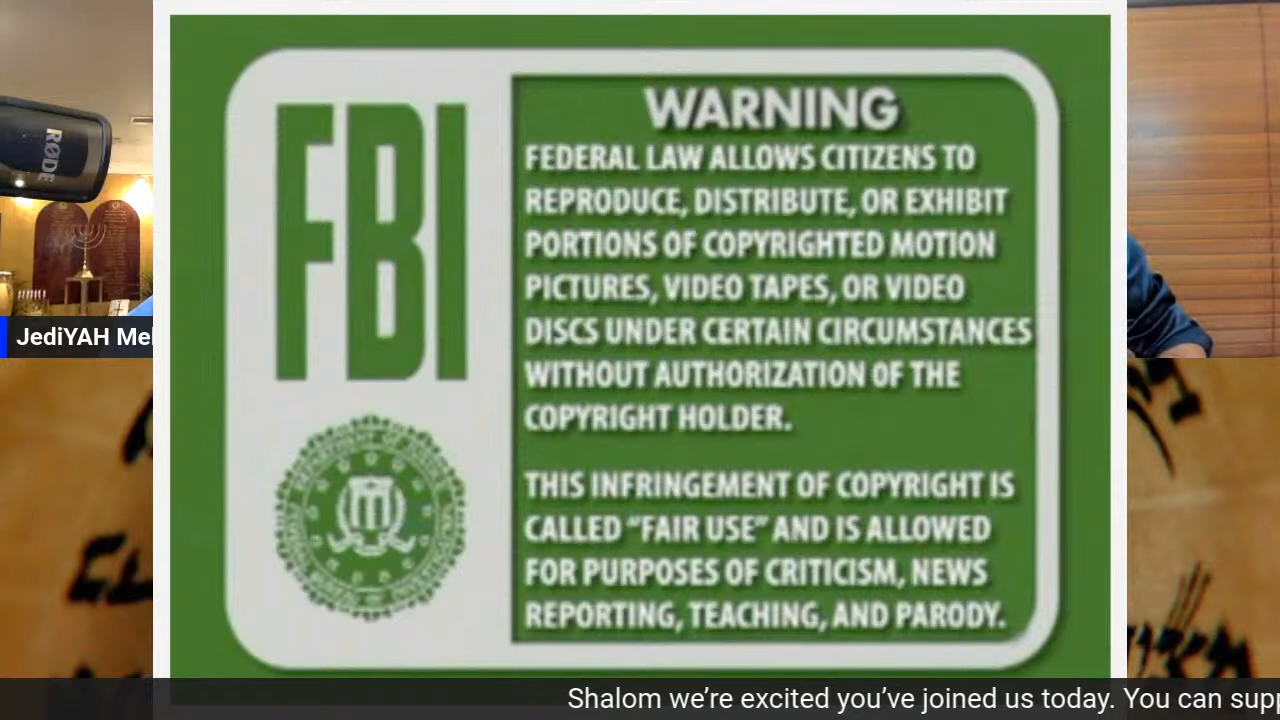 RØDE
JediYAH Mel
FBI
WARNING
FEDERAL LAW ALLOWS CITIZENS TO
REPRODUCE, DISTRIBUTE, OR EXHIBIT
PORTIONS OF COPYRIGHTED MOTION
PICTURES, VIDEO TAPES, OR VIDEO
DISCS UNDER CERTAIN CIRCUMSTANCES
WITHOUT AUTHORIZATION OF THE
COPYRIGHT HOLDER.
THIS INFRINGEMENT OF COPYRIGHT IS
CALLED “FAIR USE” AND IS ALLOWED
FOR PURPOSES OF CRITICISM, NEWS
REPORTING, TEACHING, AND PARODY.
Shalom we’re excited you’ve joined us today. You can supp